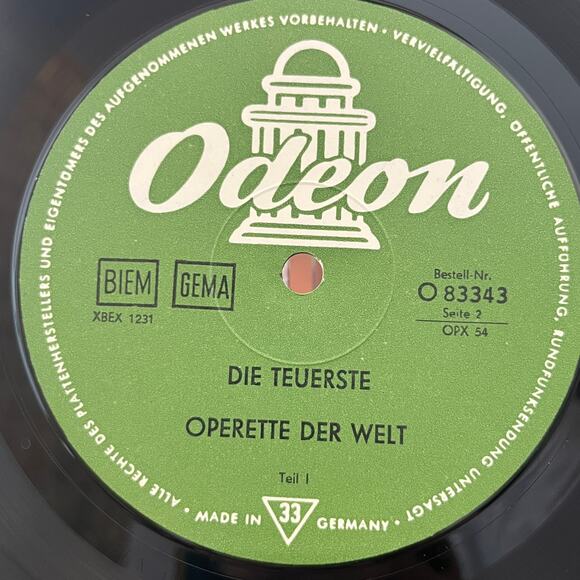 ALLE RECHTE DES PLATTENHERSTELLERS UND EIGENTÜMERS DES AUFGENOMMENEN WERKES VORBEHALTEN • VERVIELFÄLTIGUNG, ÖFFENTLICHE AUFFÜHRUNG, RUNDFUNKSENDUNG UNTERSAGT •
Odeon
BIEM GEMA
XBEX 1231
Bestell-Nr.
O 83343
Seite 2
OPX 54
DIE TEUERSTE
OPERETTE DER WELT
Teil I
MADE IN 33 GERMANY